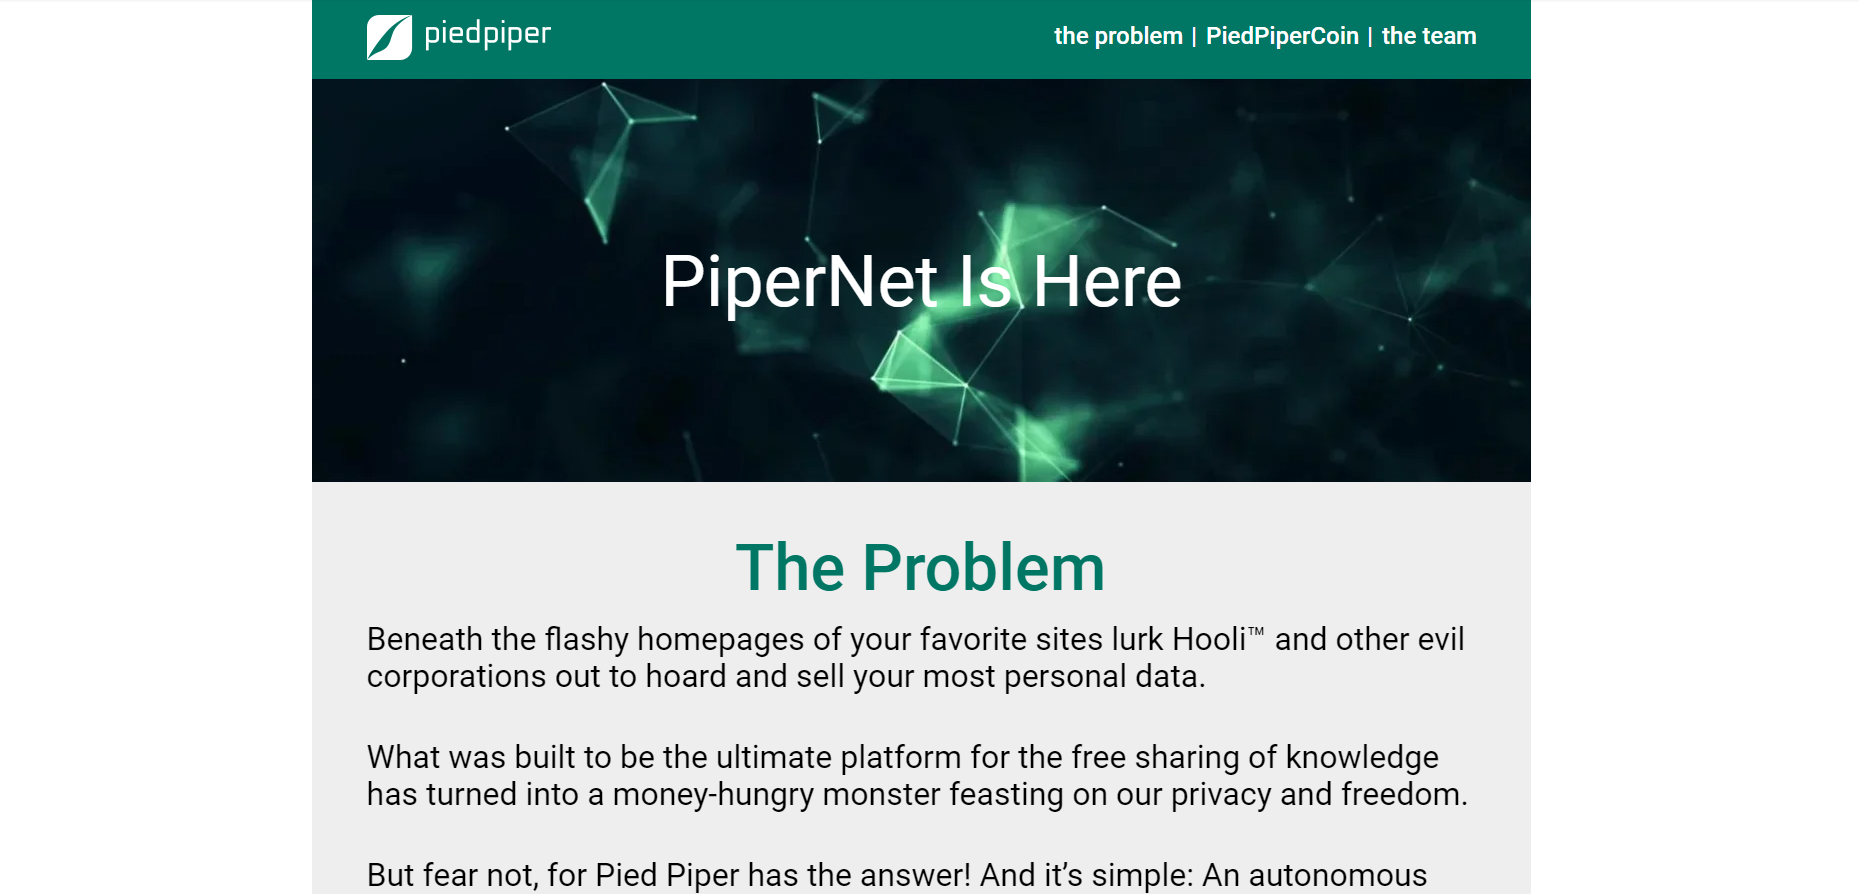 piedpiper
the problem | PiedPiperCoin | the team
PiperNet Is Here
The Problem
Beneath the flashy homepages of your favorite sites lurk Hooli™ and other evil
corporations out to hoard and sell your most personal data.
What was built to be the ultimate platform for the free sharing of knowledge
has turned into a money-hungry monster feasting on our privacy and freedom.
But fear not, for Pied Piper has the answer! And it’s simple: An autonomous